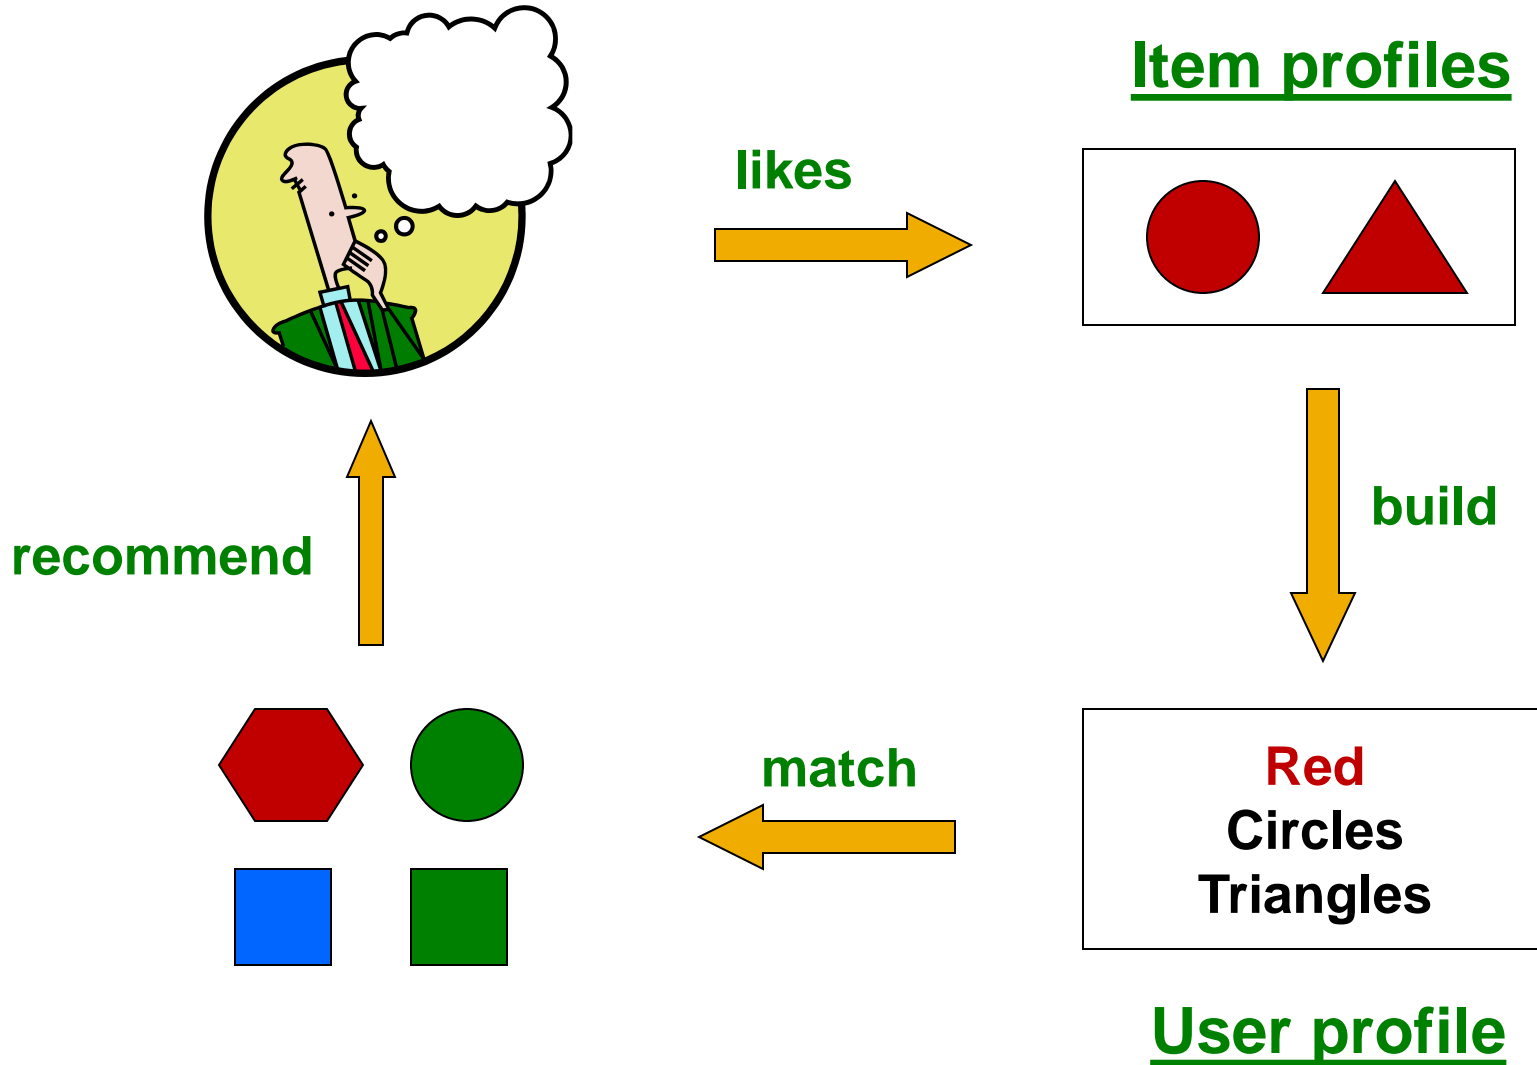 Item profiles
likes
build
recommend
match
Red
Circles
Triangles
User profile